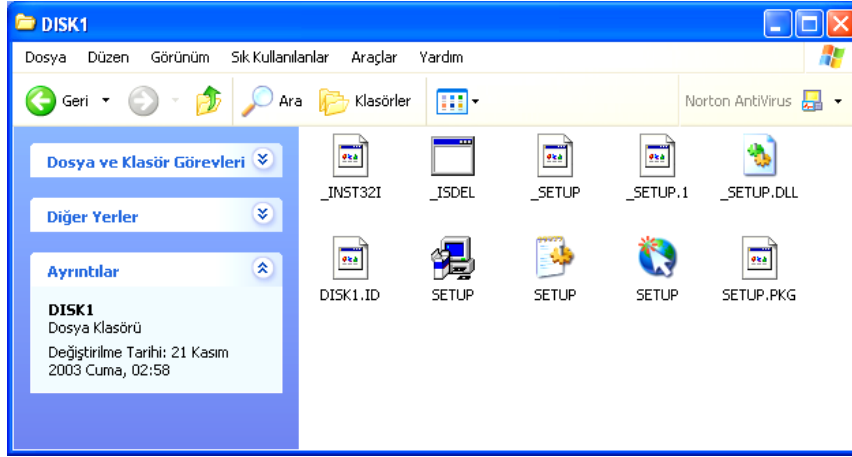 DISK1
Dosya Düzen Görünüm Sık Kullanılanlar Araçlar Yardım
Geri Ara Klasörler Norton AntiVirus
Dosya ve Klasör Görevleri
Diğer Yerler
Ayrıntılar
DISK1
Dosya Klasörü
Değiştirilme Tarihi: 21 Kasım
2003 Cuma, 02:58
_INST32I _ISDEL _SETUP _SETUP.1 _SETUP.DLL
DISK1.ID SETUP SETUP SETUP SETUP.PKG